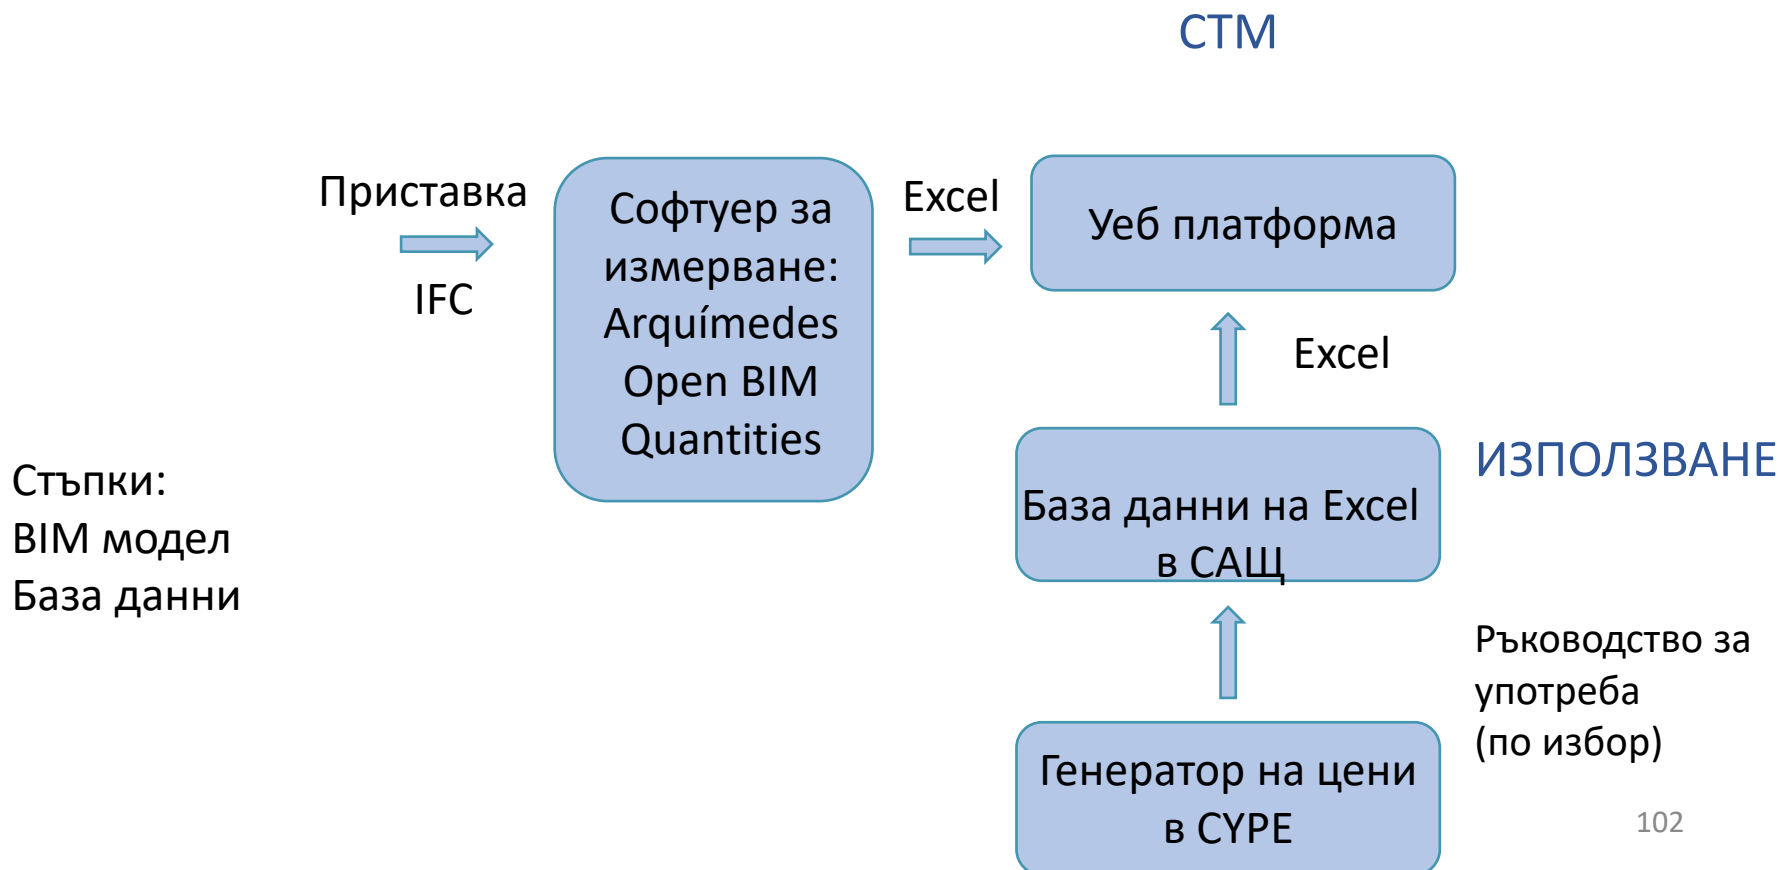 СТМ
Приставка
IFC
Софтуер за
измерване:
Arquímedes
Open BIM
Quantities
Excel
Уеб платформа
Excel
База данни на Excel
в САЩ
ИЗПОЛЗВАНЕ
Стъпки:
BIM модел
База данни
Генератор на цени
в CYPE
Ръководство за
употреба
(по избор)
102